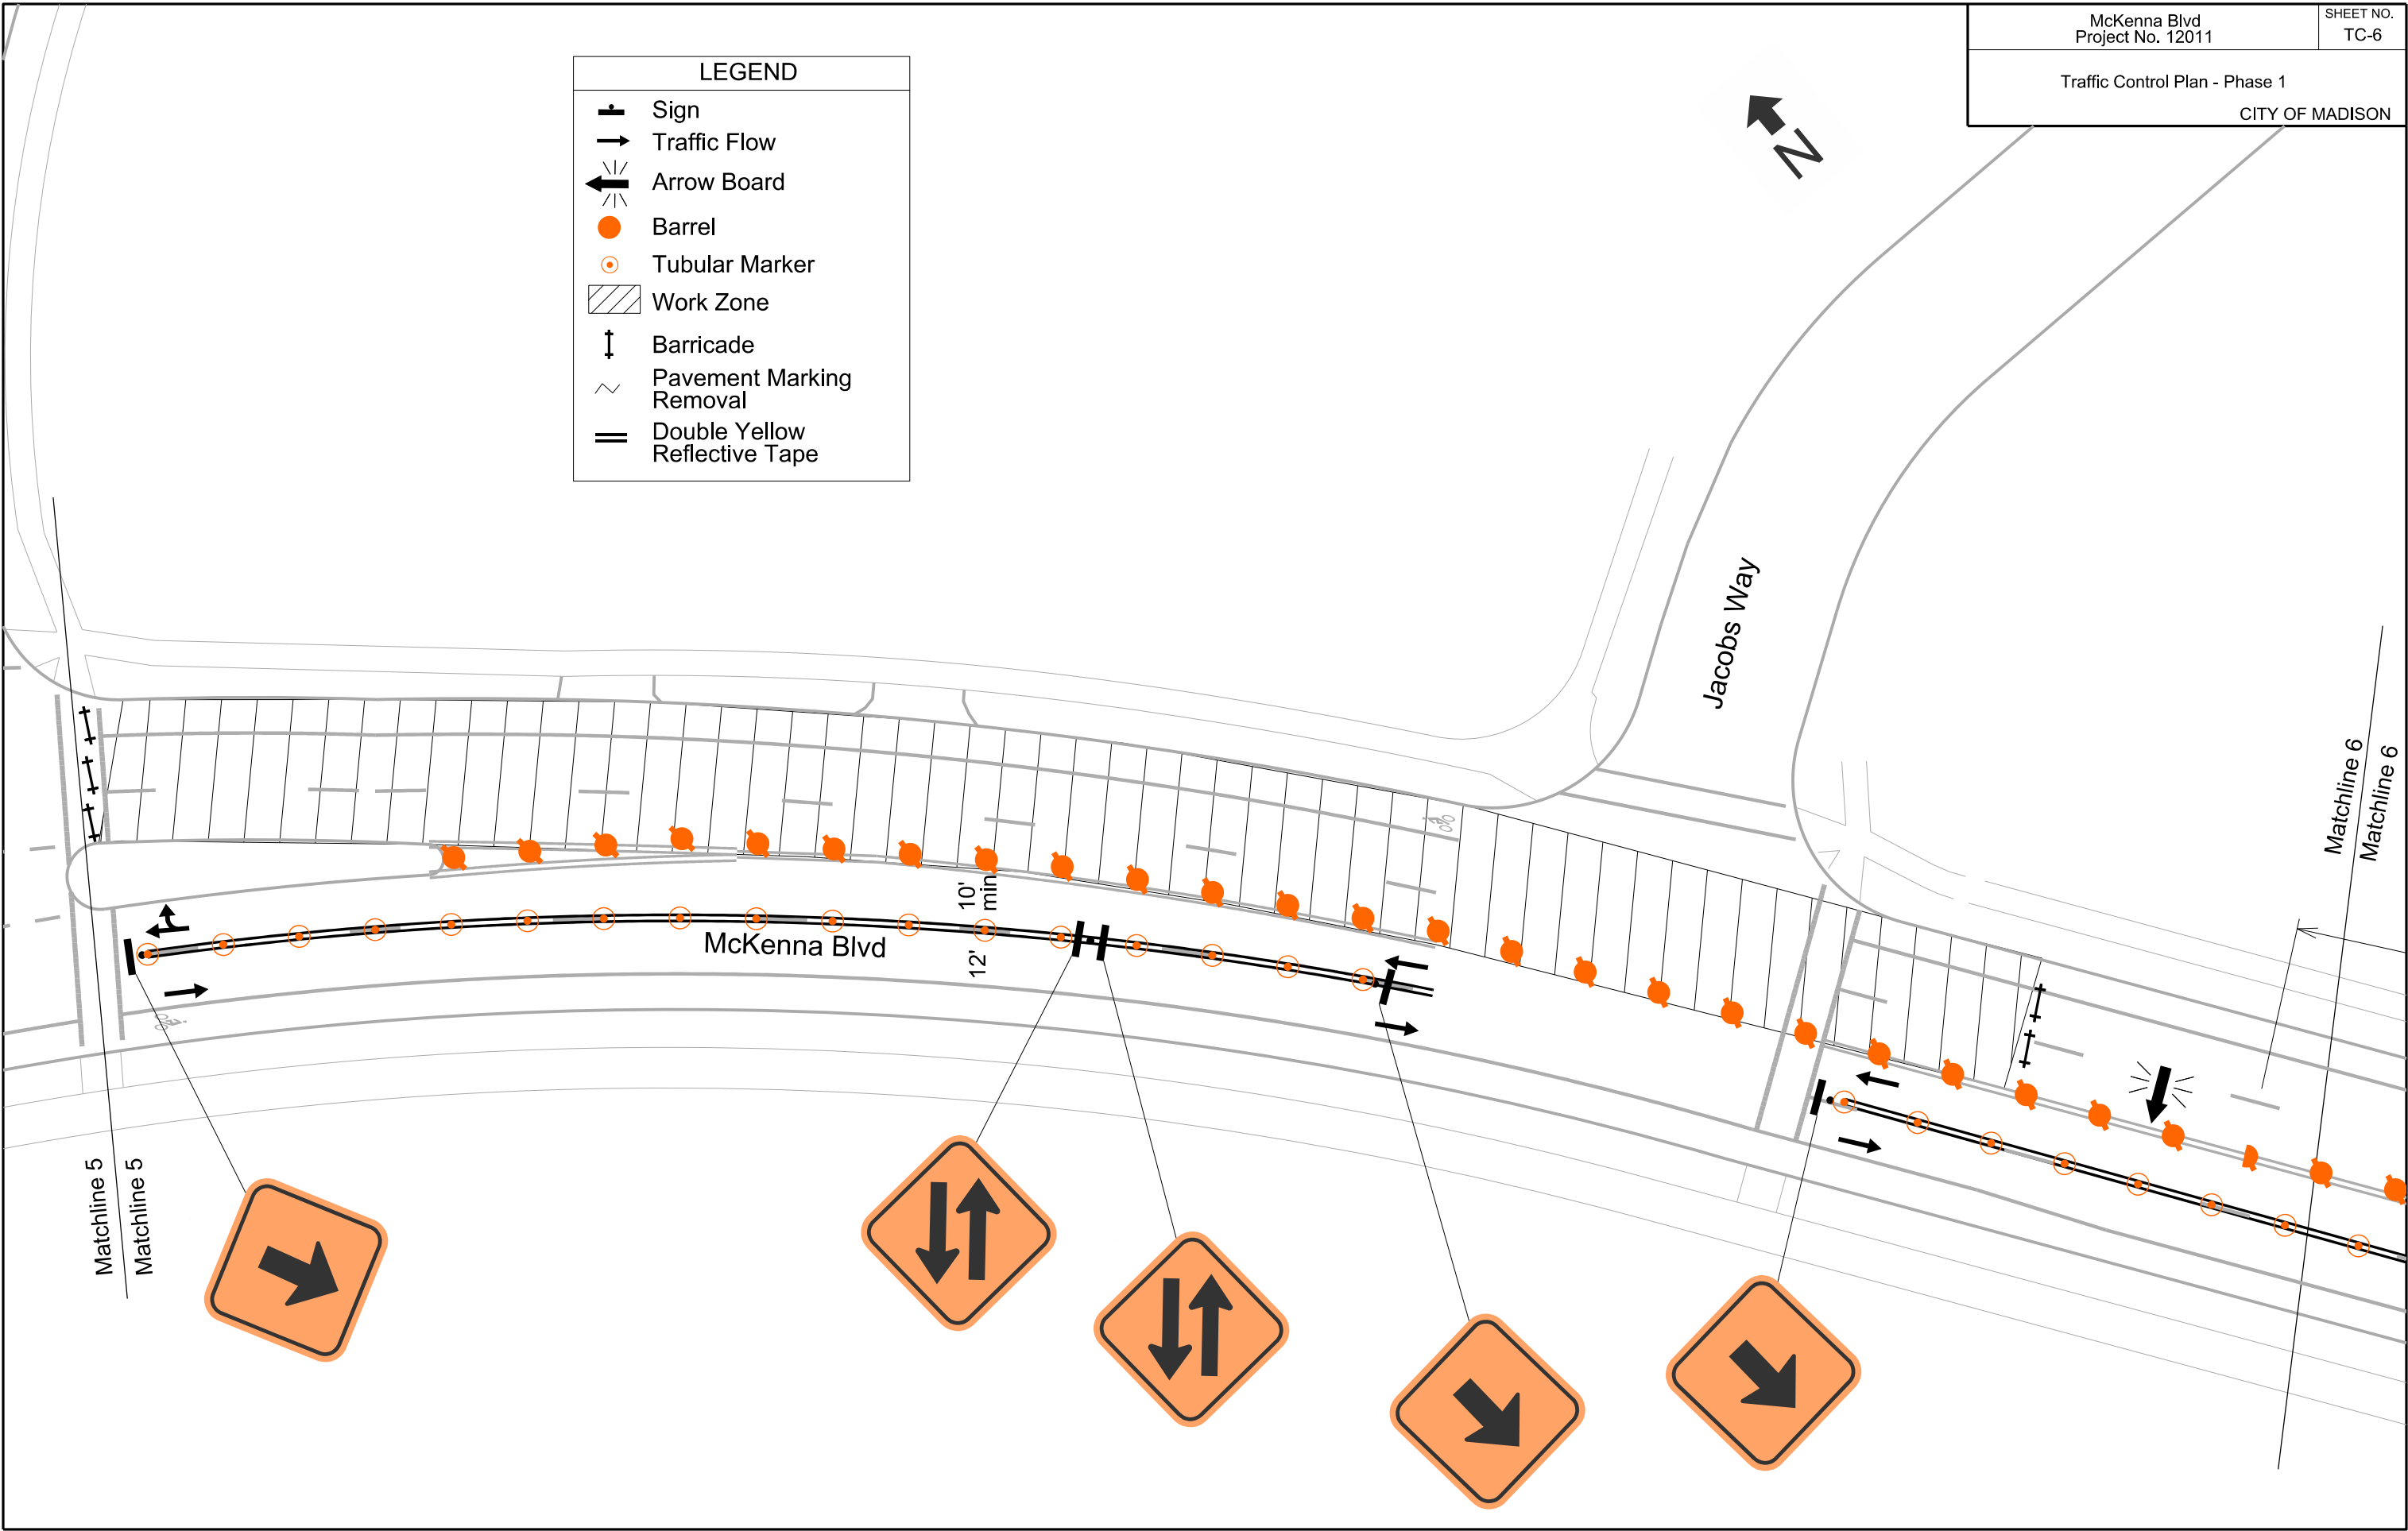 McKenna Blvd
Project No. 12011
SHEET NO.
TC-6
Traffic Control Plan - Phase 1
CITY OF MADISON
N
LEGEND
Sign
Traffic Flow
Arrow Board
Barrel
Tubular Marker
Work Zone
Barricade
Pavement Marking
Removal
Double Yellow
Reflective Tape
Jacobs Way
Matchline 6
Matchline 6
10'
min
McKenna Blvd
12'
Matchline 5
Matchline 5